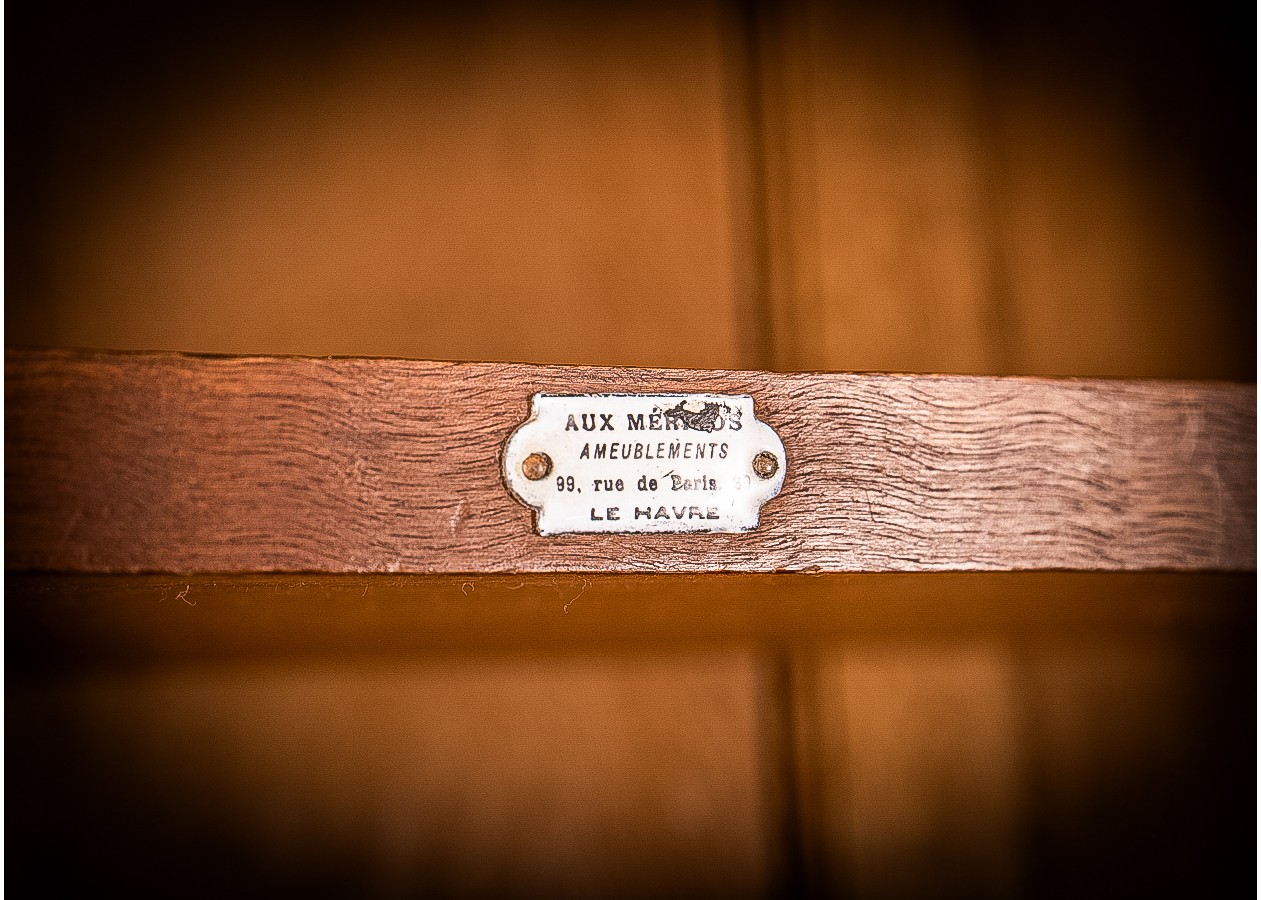 AUX
AMEUBLEMENTS
99, rue de Paris,
LE HAVRE